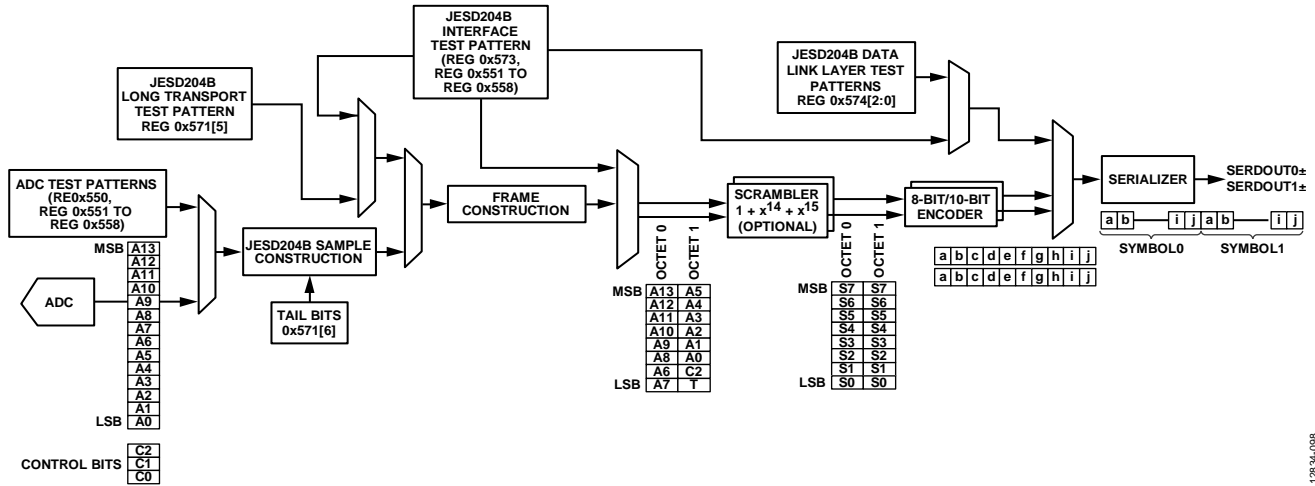 JESD204B
LONG TRANSPORT
TEST PATTERN
REG 0x571[5]
JESD204B
INTERFACE
TEST PATTERN
(REG 0x573,
REG 0x551 TO
REG 0x558)
JESD204B DATA
LINK LAYER TEST
PATTERNS
REG 0x574[2:0]
ADC TEST PATTERNS
(RE0x550,
REG 0x551 TO
REG 0x558)
ADC
MSB A13
A12
A11
A10
A9
A8
A7
A6
A5
A4
A3
A2
A1
LSB A0
CONTROL BITS
C2
C1
C0
JESD204B SAMPLE
CONSTRUCTION
TAIL BITS
0x571[6]
FRAME
CONSTRUCTION
OCTET 0
OCTET 1
MSB A13 A5
A12 A4
A11 A3
A10 A2
A9 A1
A8 A0
A6 C2
LSB A7 T
SCRAMBLER
1 + x14 + x15
(OPTIONAL)
OCTET 0
OCTET 1
MSB S7 S7
S6 S6
S5 S5
S4 S4
S3 S3
S2 S2
S1 S1
LSB S0 S0
8-BIT/10-BIT
ENCODER
a b c d e f g h i j
a b c d e f g h i j
SERIALIZER
SERDOUT0±
SERDOUT1±
a b i j a b i j
SYMBOL0 SYMBOL1
12834-098